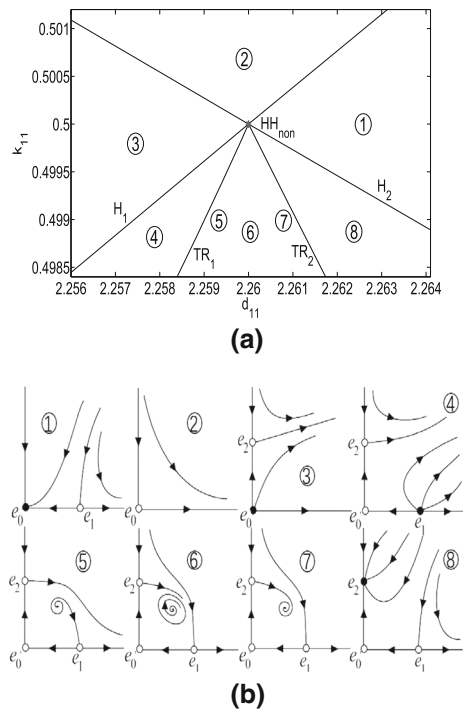 0.501
0.5005
0.5
0.4995
0.499
0.4985
k11
②
HHnon
①
③
H1
H2
④
⑤
⑥
⑦
⑧
TR1
TR2
2.256 2.257 2.258 2.259 2.26 2.261 2.262 2.263 2.264
d11
(a)
① ② ③ ④
e2 e2
e0 e1 e0 e0 e0 e1
⑤ ⑥ ⑦ ⑧
e2 e2 e2 e2
e0 e1 e0 e1 e0 e1 e0 e1
(b)